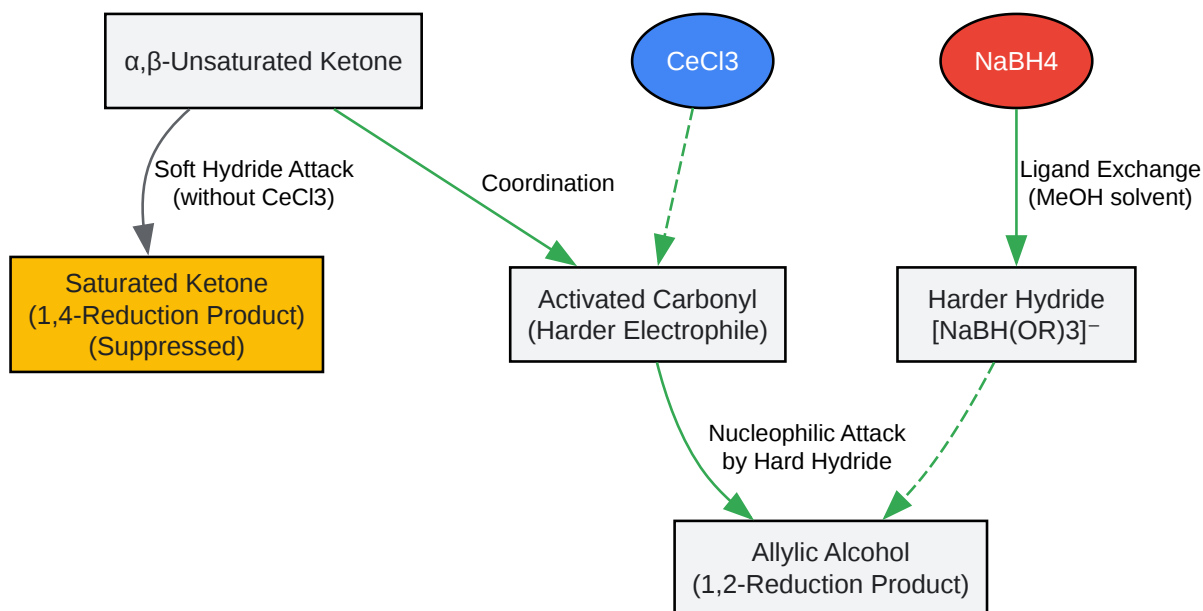 α,β-Unsaturated Ketone
CeCl3
NaBH4
Soft Hydride Attack
(without CeCl3)
Coordination
Ligand Exchange
(MeOH solvent)
Saturated Ketone
(1,4-Reduction Product)
(Suppressed)
Activated Carbonyl
(Harder Electrophile)
Harder Hydride
[NaBH(OR)3]⁻
Nucleophilic Attack
by Hard Hydride
Allylic Alcohol
(1,2-Reduction Product)